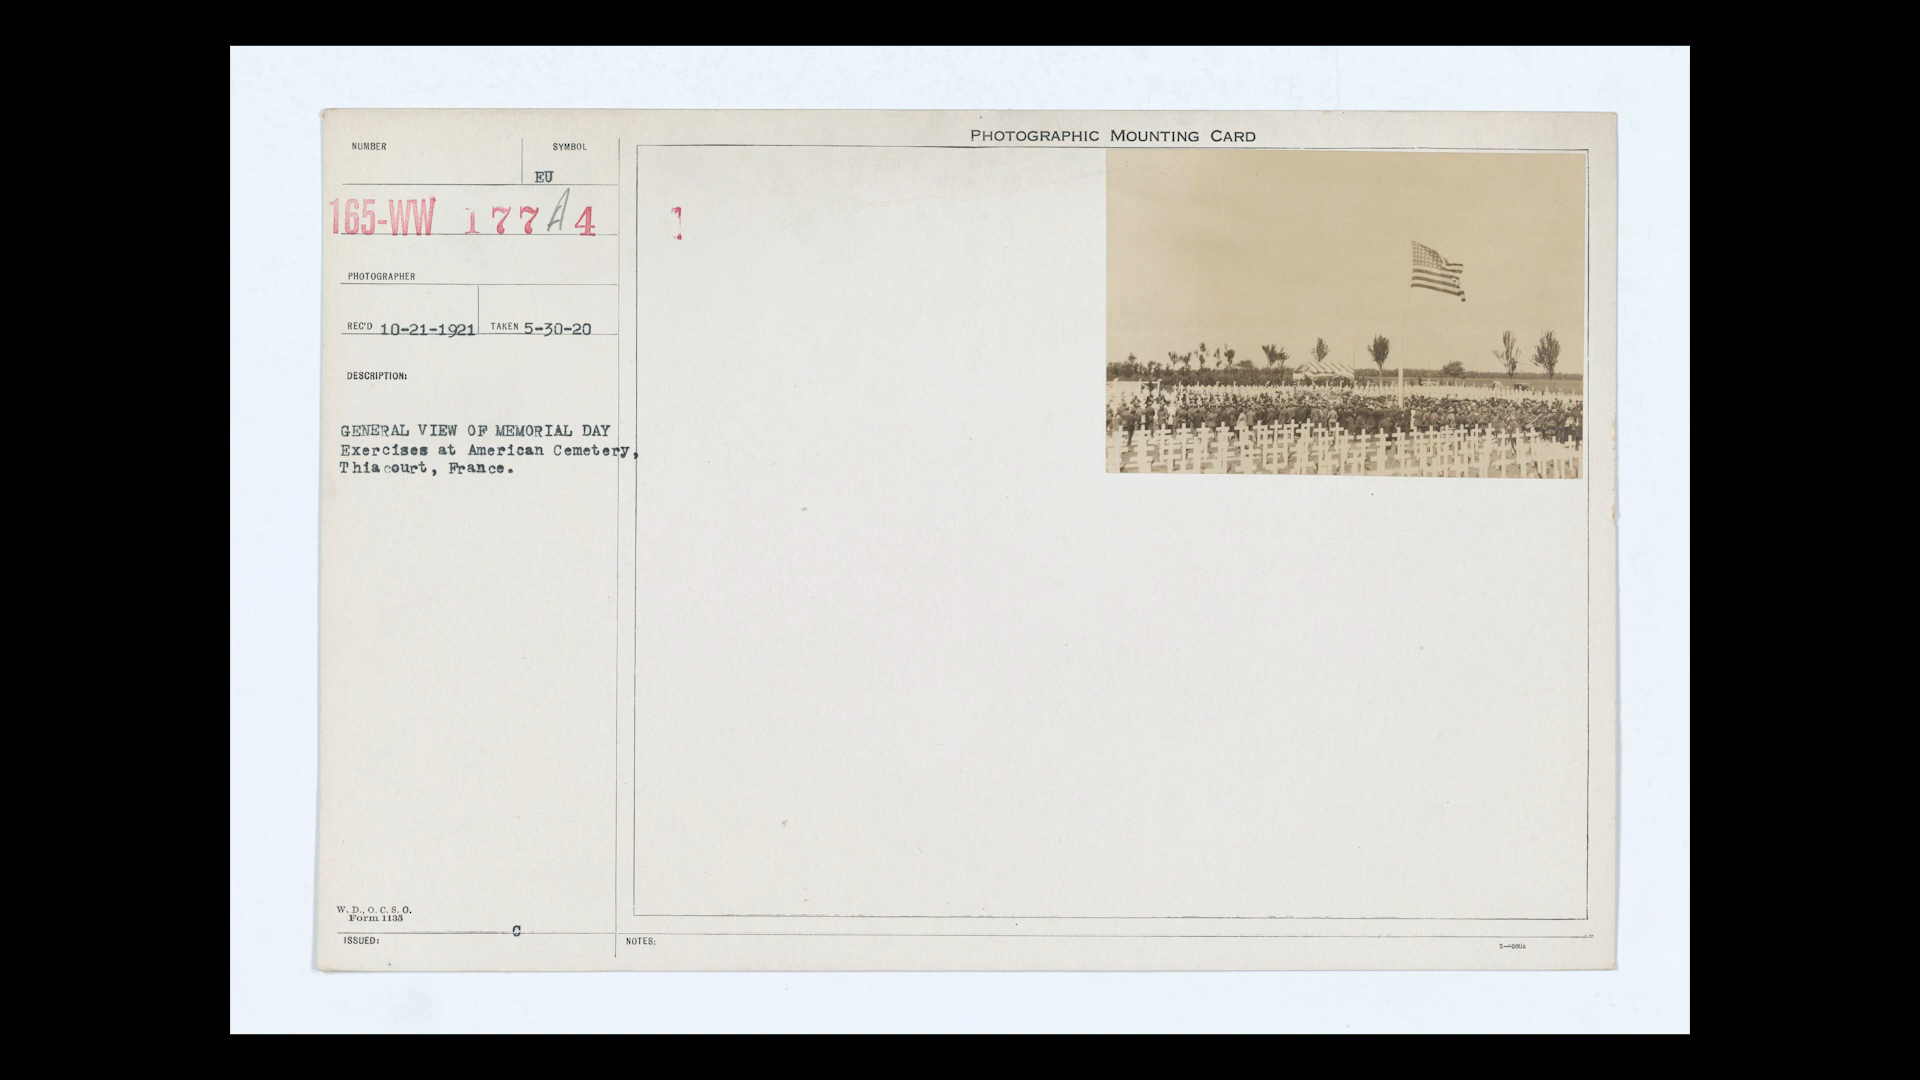 PHOTOGRAPHIC MOUNTING CARD
NUMBER
SYMBOL
EU
165-WW 177A4
1
PHOTOGRAPHER
REC'D 10-21-1921 TAKEN 5-30-20
DESCRIPTION:
GENERAL VIEW OF MEMORIAL DAY
Exercises at American Cemetery,
Thiacourt, France.
W. D., O. C. S. O.
Form 1133
C
ISSUED:
NOTES: